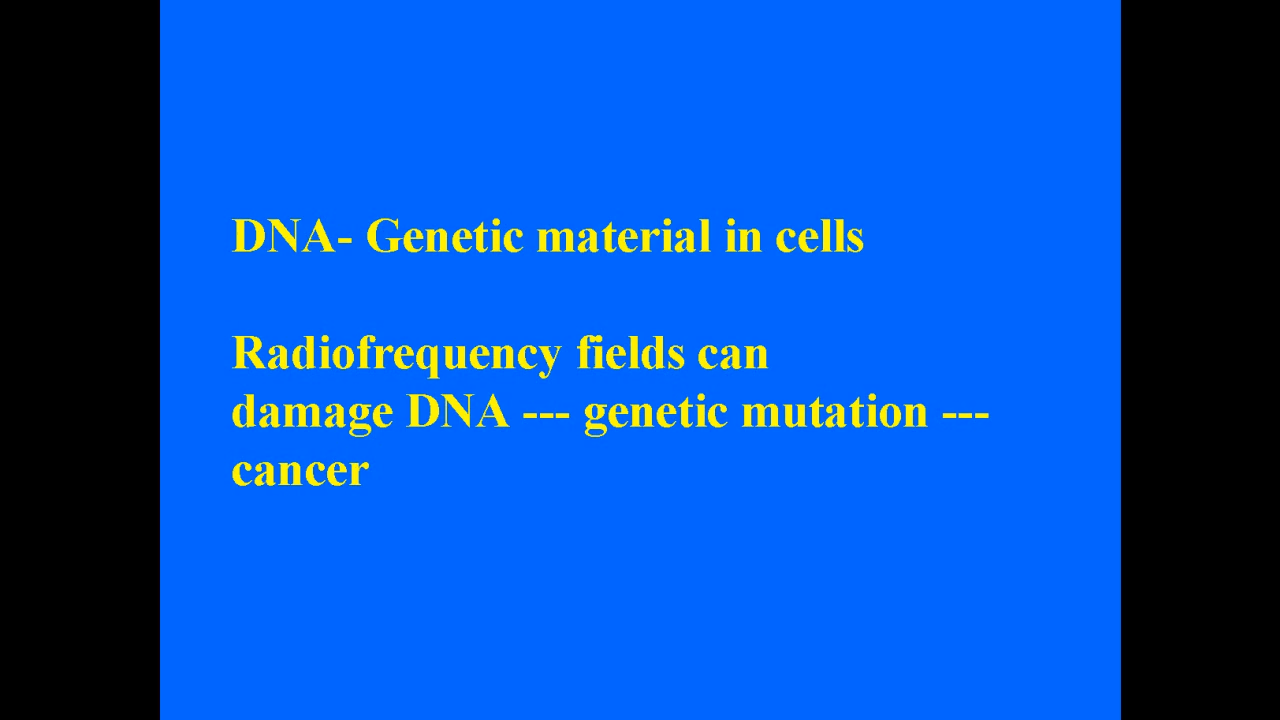 DNA- Genetic material in cells
Radiofrequency fields can
damage DNA --- genetic mutation ---
cancer